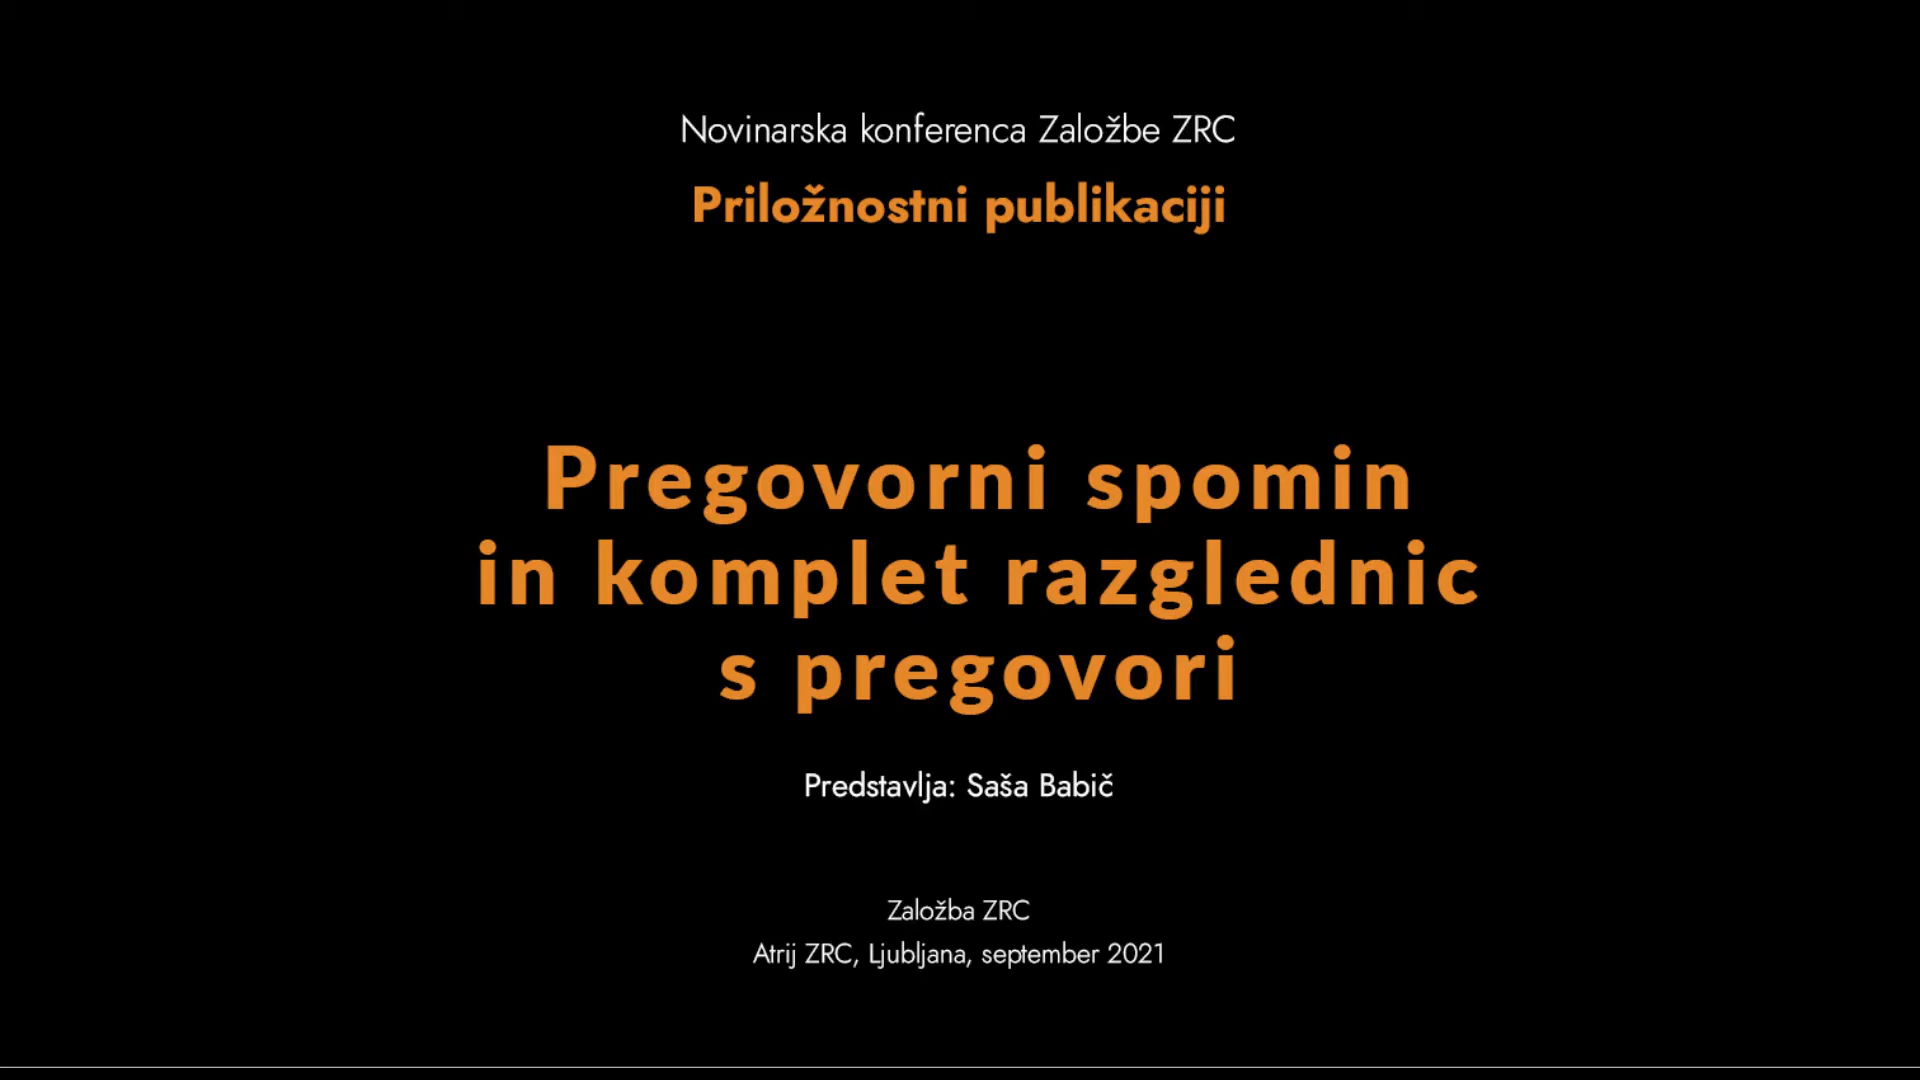 Novinarska konferenca Založbe ZRC
Priložnostni publikaciji
Pregovorni spomin
in komplet razglednic
s pregovori
Predstavlja: Saša Babič
Založba ZRC
Atrij ZRC, Ljubljana, september 2021